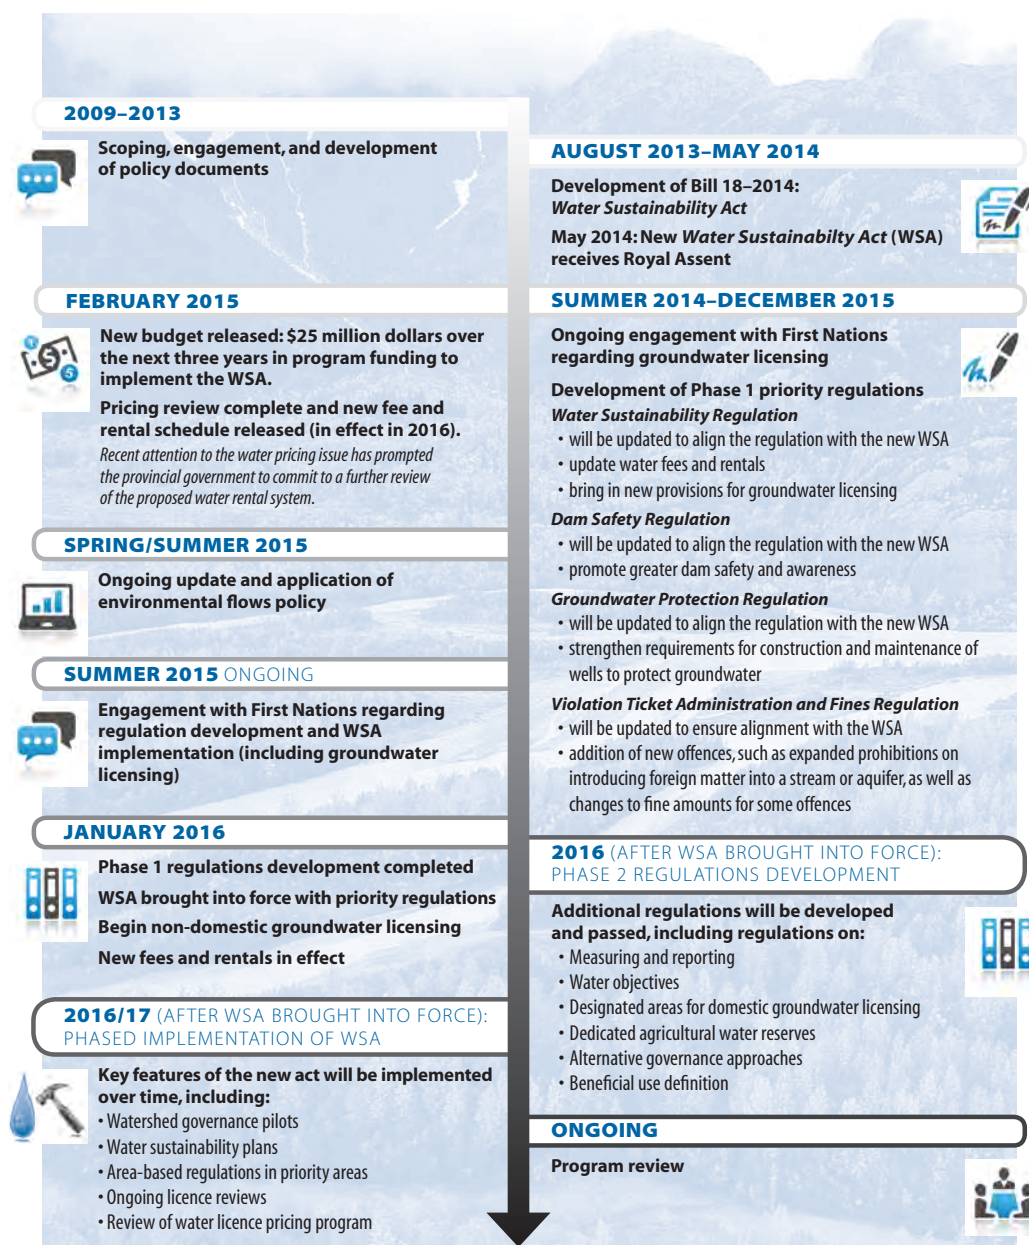 2009–2013
Scoping, engagement, and development
of policy documents
AUGUST 2013–MAY 2014
Development of Bill 18–2014:
Water Sustainability Act
May 2014: New Water Sustainabilty Act (WSA)
receives Royal Assent
FEBRUARY 2015
New budget released: $25 million dollars over
the next three years in program funding to
implement the WSA.
Pricing review complete and new fee and
rental schedule released (in effect in 2016).
Recent attention to the water pricing issue has prompted
the provincial government to commit to a further review
of the proposed water rental system.
SUMMER 2014–DECEMBER 2015
Ongoing engagement with First Nations
regarding groundwater licensing
Development of Phase 1 priority regulations
Water Sustainability Regulation
• will be updated to align the regulation with the new WSA
• update water fees and rentals
• bring in new provisions for groundwater licensing
Dam Safety Regulation
• will be updated to align the regulation with the new WSA
• promote greater dam safety and awareness
Groundwater Protection Regulation
• will be updated to align the regulation with the new WSA
• strengthen requirements for construction and maintenance of
wells to protect groundwater
Violation Ticket Administration and Fines Regulation
• will be updated to ensure alignment with the WSA
• addition of new offences, such as expanded prohibitions on
introducing foreign matter into a stream or aquifer, as well as
changes to fine amounts for some offences
SPRING/SUMMER 2015
Ongoing update and application of
environmental flows policy
SUMMER 2015 ONGOING
Engagement with First Nations regarding
regulation development and WSA
implementation (including groundwater
licensing)
JANUARY 2016
Phase 1 regulations development completed
WSA brought into force with priority regulations
Begin non-domestic groundwater licensing
New fees and rentals in effect
2016 (AFTER WSA BROUGHT INTO FORCE):
PHASE 2 REGULATIONS DEVELOPMENT
Additional regulations will be developed
and passed, including regulations on:
• Measuring and reporting
• Water objectives
• Designated areas for domestic groundwater licensing
• Dedicated agricultural water reserves
• Alternative governance approaches
• Beneficial use definition
2016/17 (AFTER WSA BROUGHT INTO FORCE):
PHASED IMPLEMENTATION OF WSA
Key features of the new act will be implemented
over time, including:
• Watershed governance pilots
• Water sustainability plans
• Area-based regulations in priority areas
• Ongoing licence reviews
• Review of water licence pricing program
ONGOING
Program review